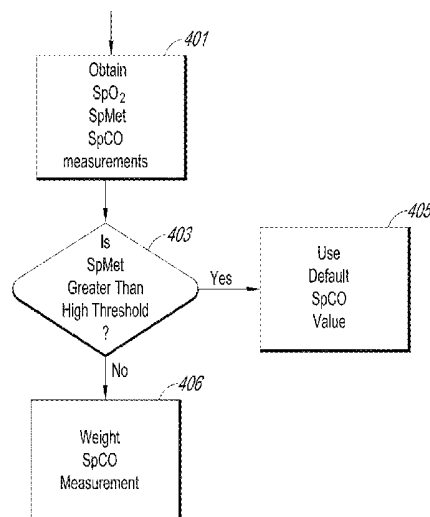 401
Obtain
SpO2
SpMet
SpCO
measurements
403
Is
SpMet
Greater Than
High Threshold
?
Yes
405
Use
Default
SpCO
Value
No
406
Weight
SpCO
Measurement